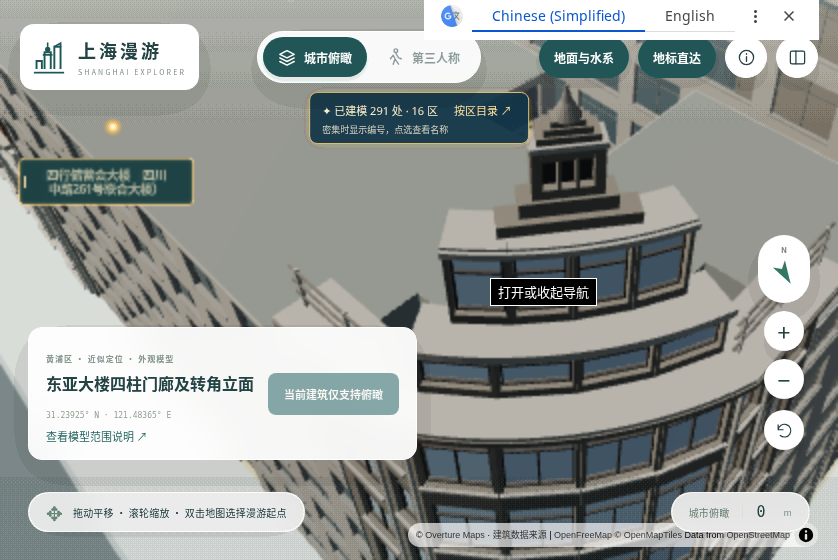 Chinese (Simplified)
English
上海漫游
SHANGHAI EXPLORER
城市俯瞰
第三人称
地面与水系
地标直达
✦ 已建模 291 处 · 16 区 按区目录 ↗
密集时显示编号，点选查看名称
N
打开或收起导航
黄浦区 · 近似定位 · 外观模型
东亚大楼四柱门廊及转角立面
当前建筑仅支持俯瞰
31.23925° N · 121.48365° E
查看模型范围说明 ↗
拖动平移 · 滚轮缩放 · 双击地图选择漫游起点
城市俯瞰 0 m
© Overture Maps · 建筑数据来源 | OpenFreeMap © OpenMapTiles Data from OpenStreetMap